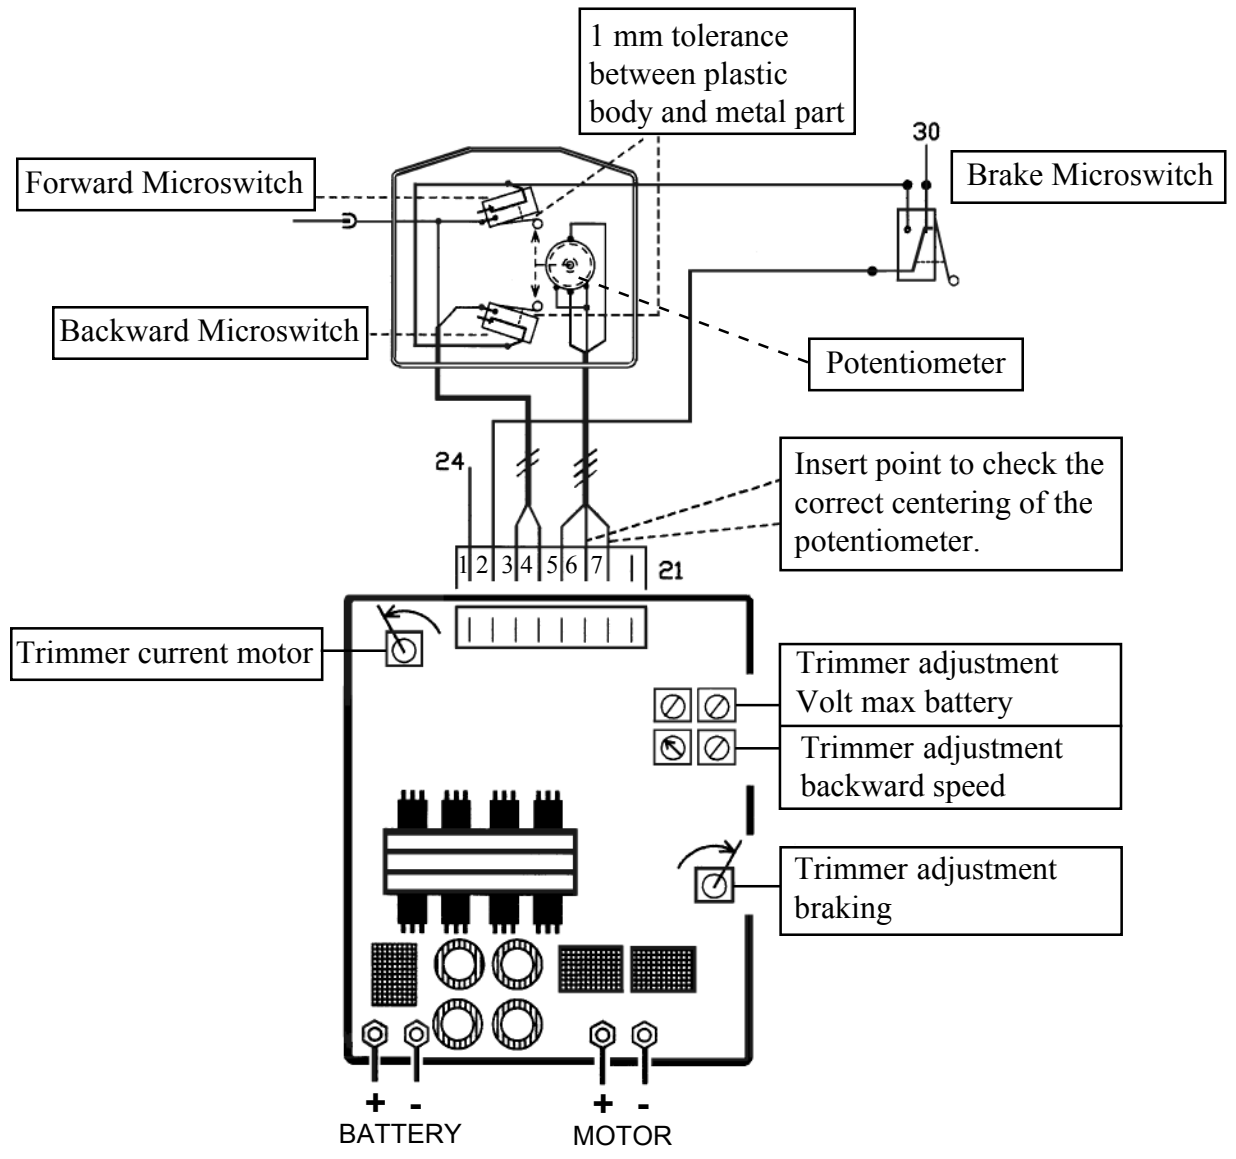 1 mm tolerance
between plastic
body and metal part
30
Forward Microswitch
Brake Microswitch
Backward Microswitch
Potentiometer
24
Insert point to check the
correct centering of the
potentiometer.
1 2 3 4 5 6 7
21
Trimmer current motor
Trimmer adjustment
Volt max battery
Trimmer adjustment
backward speed
Trimmer adjustment
braking
+ -
BATTERY
+ -
MOTOR